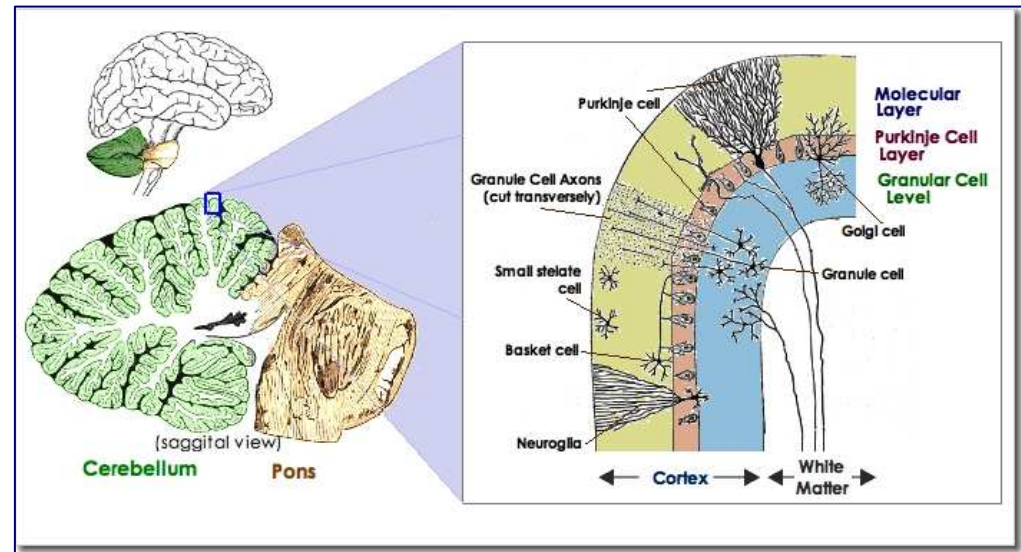 Purkinje cell
Granule Cell Axons
(cut transversely)
Small stelate
cell
Basket cell
Neuroglia
Molecular
Layer
Purkinje Cell
Layer
Granular Cell
Level
Golgi cell
Granule cell
Cortex
White
Matter
(saggital view)
Cerebellum
Pons